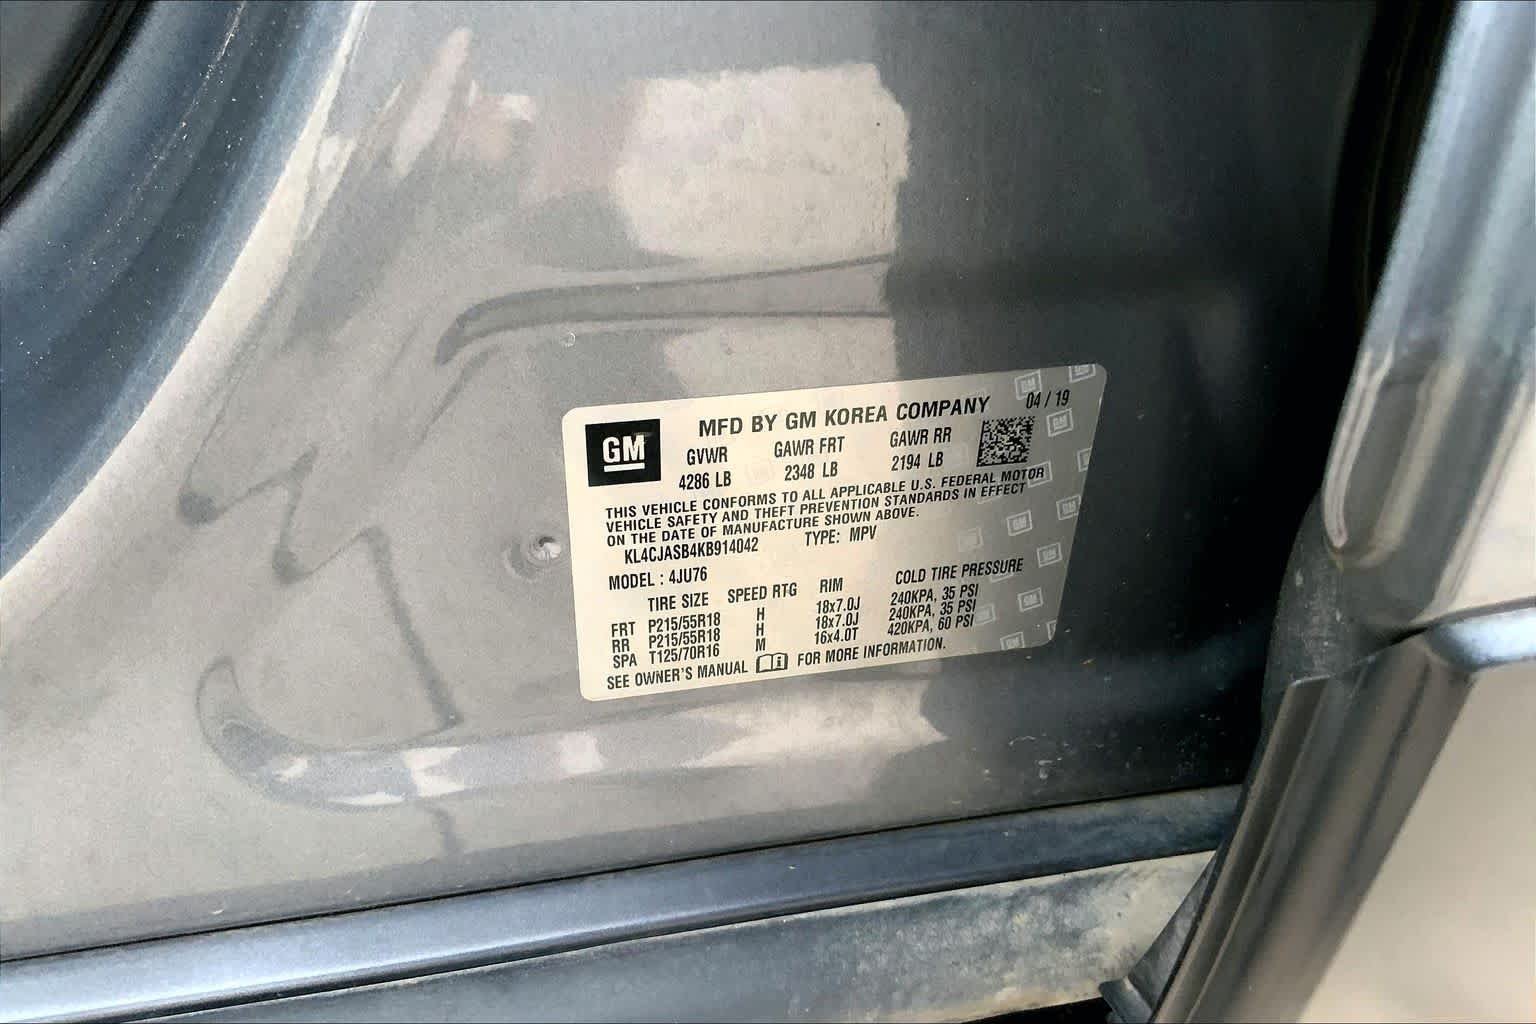 GM
MFD BY GM KOREA COMPANY 04 / 19
GVWR GAWR FRT GAWR RR
4286 LB 2348 LB 2194 LB
THIS VEHICLE CONFORMS TO ALL APPLICABLE U.S. FEDERAL MOTOR
VEHICLE SAFETY AND THEFT PREVENTION STANDARDS IN EFFECT
ON THE DATE OF MANUFACTURE SHOWN ABOVE.
KL4CJASB4KB914042 TYPE: MPV
MODEL : 4JU76
TIRE SIZE SPEED RTG RIM COLD TIRE PRESSURE
FRT P215/55R18 H 18x7.0J 240KPA, 35 PSI
RR P215/55R18 H 18x7.0J 240KPA, 35 PSI
SPA T125/70R16 M 16x4.0T 420KPA, 60 PSI
SEE OWNER'S MANUAL FOR MORE INFORMATION.